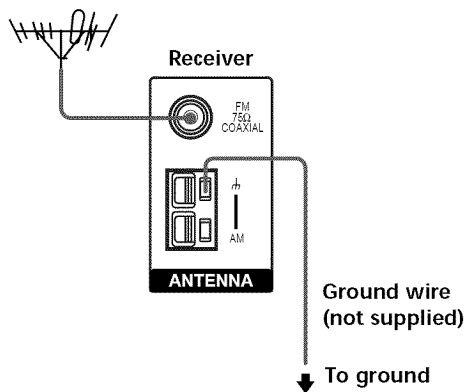 Receiver
FM
75Ω
COAXIAL
AM
ANTENNA
Ground wire
(not supplied)
To ground